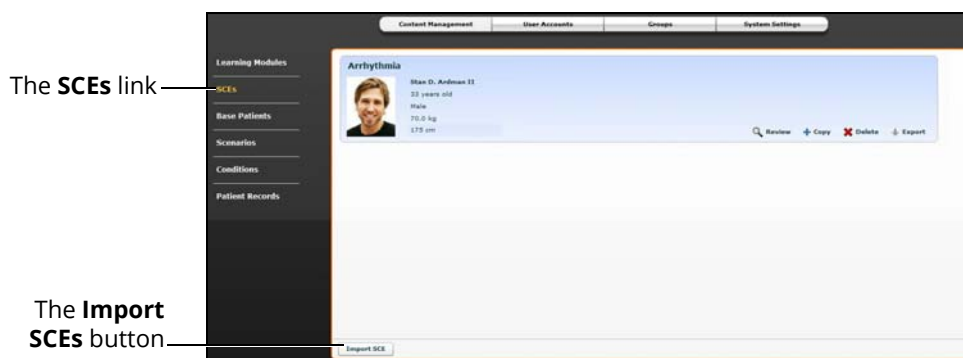 Content Management User Accounts Groups System Settings
The SCEs link
Learning Modules
SCEs
Base Patients
Scenarios
Conditions
Patient Records
Arrhythmia
Stan D. Ardman II
33 years old
Male
70.0 kg
175 cm
Review Copy Delete Export
The Import
SCEs button
Import SCE